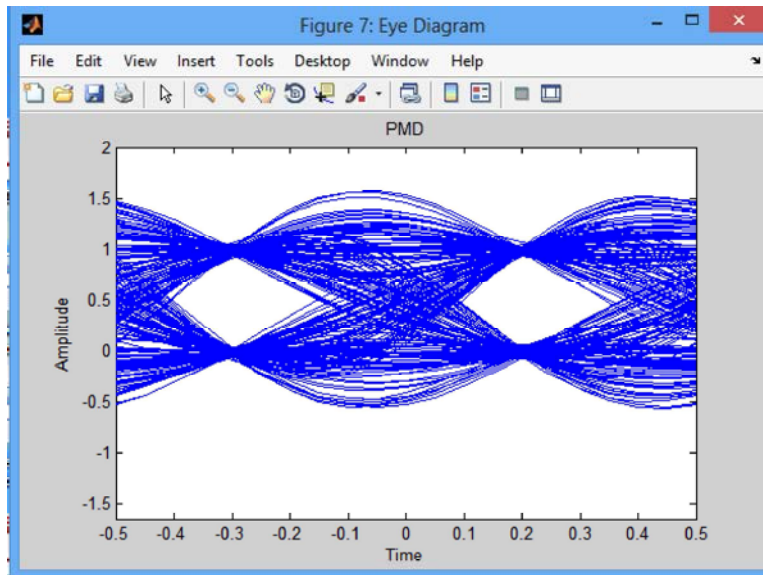 Figure 7: Eye Diagram
File Edit View Insert Tools Desktop Window Help
PMD
2
1.5
1
0.5
0
-0.5
-1
-1.5
Amplitude
-0.5 -0.4 -0.3 -0.2 -0.1 0 0.1 0.2 0.3 0.4 0.5
Time